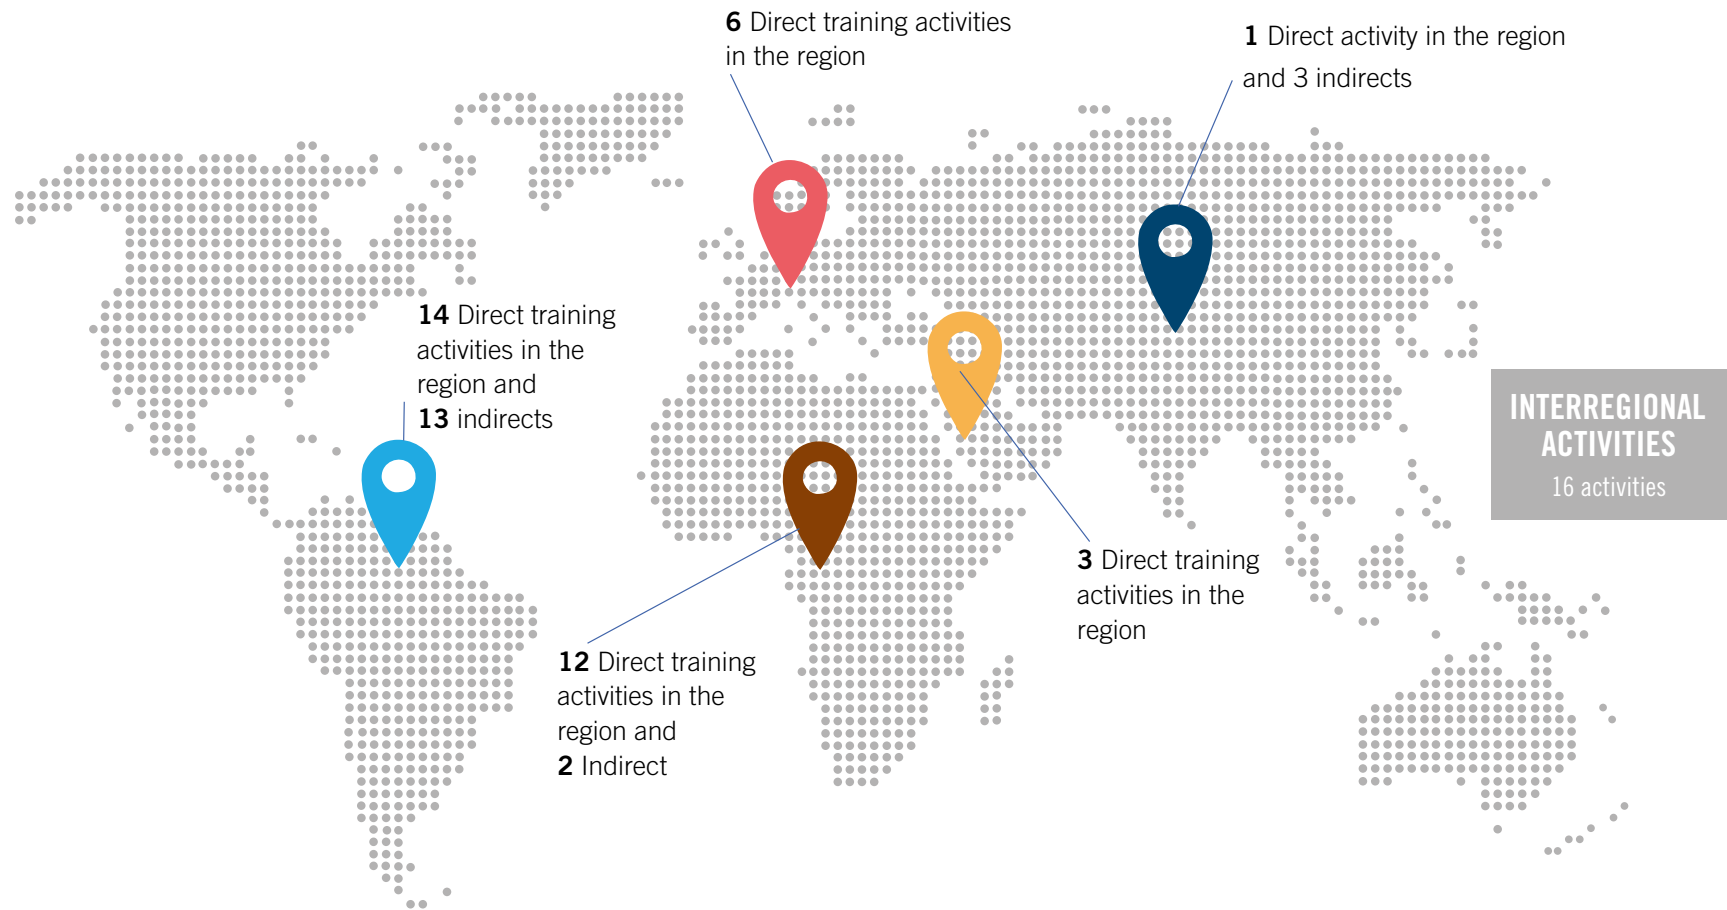 6 Direct training activities
in the region
1 Direct activity in the region
and 3 indirects
14 Direct training
activities in the
region and
13 indirects
INTERREGIONAL
ACTIVITIES
16 activities
3 Direct training
activities in the
region
12 Direct training
activities in the
region and
2 Indirect